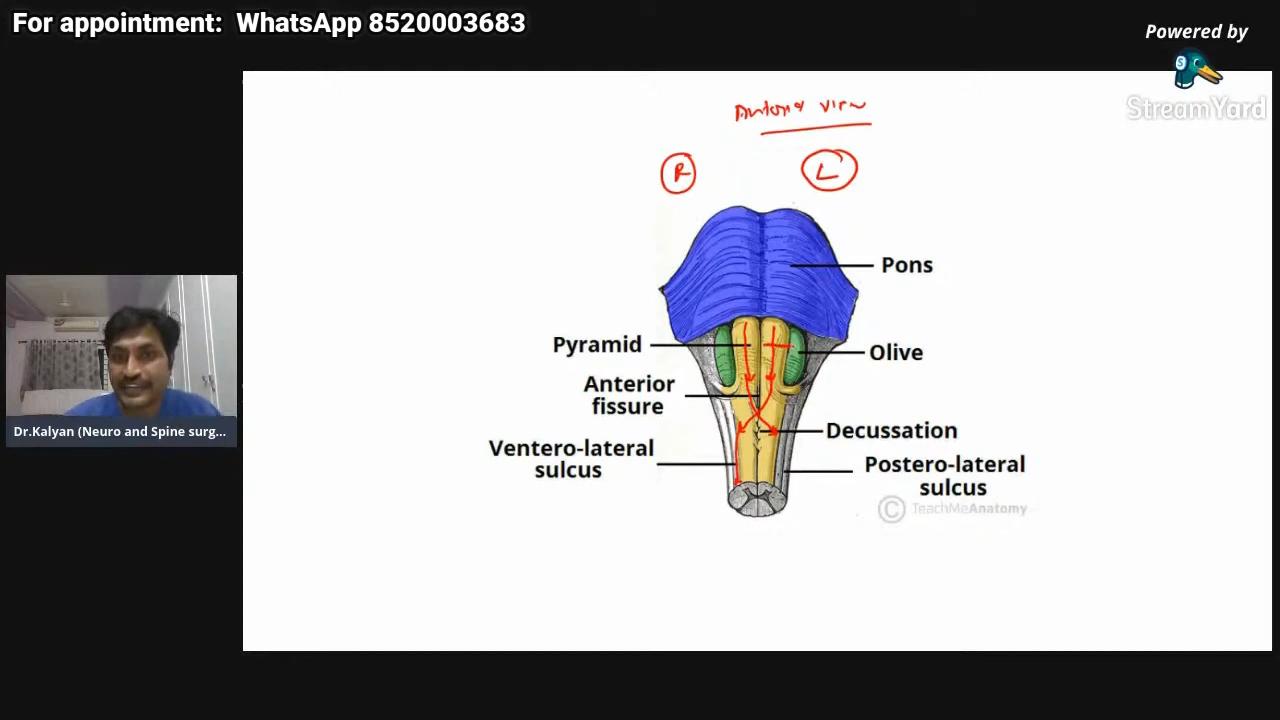 For appointment: WhatsApp 8520003683
Powered by
S
StreamYard
view
R
L
Pons
Pyramid
Olive
Anterior
fissure
Decussation
Ventero-lateral
sulcus
Postero-lateral
sulcus
© TeachMeAnatomy
Dr.Kalyan (Neuro and Spine surg...